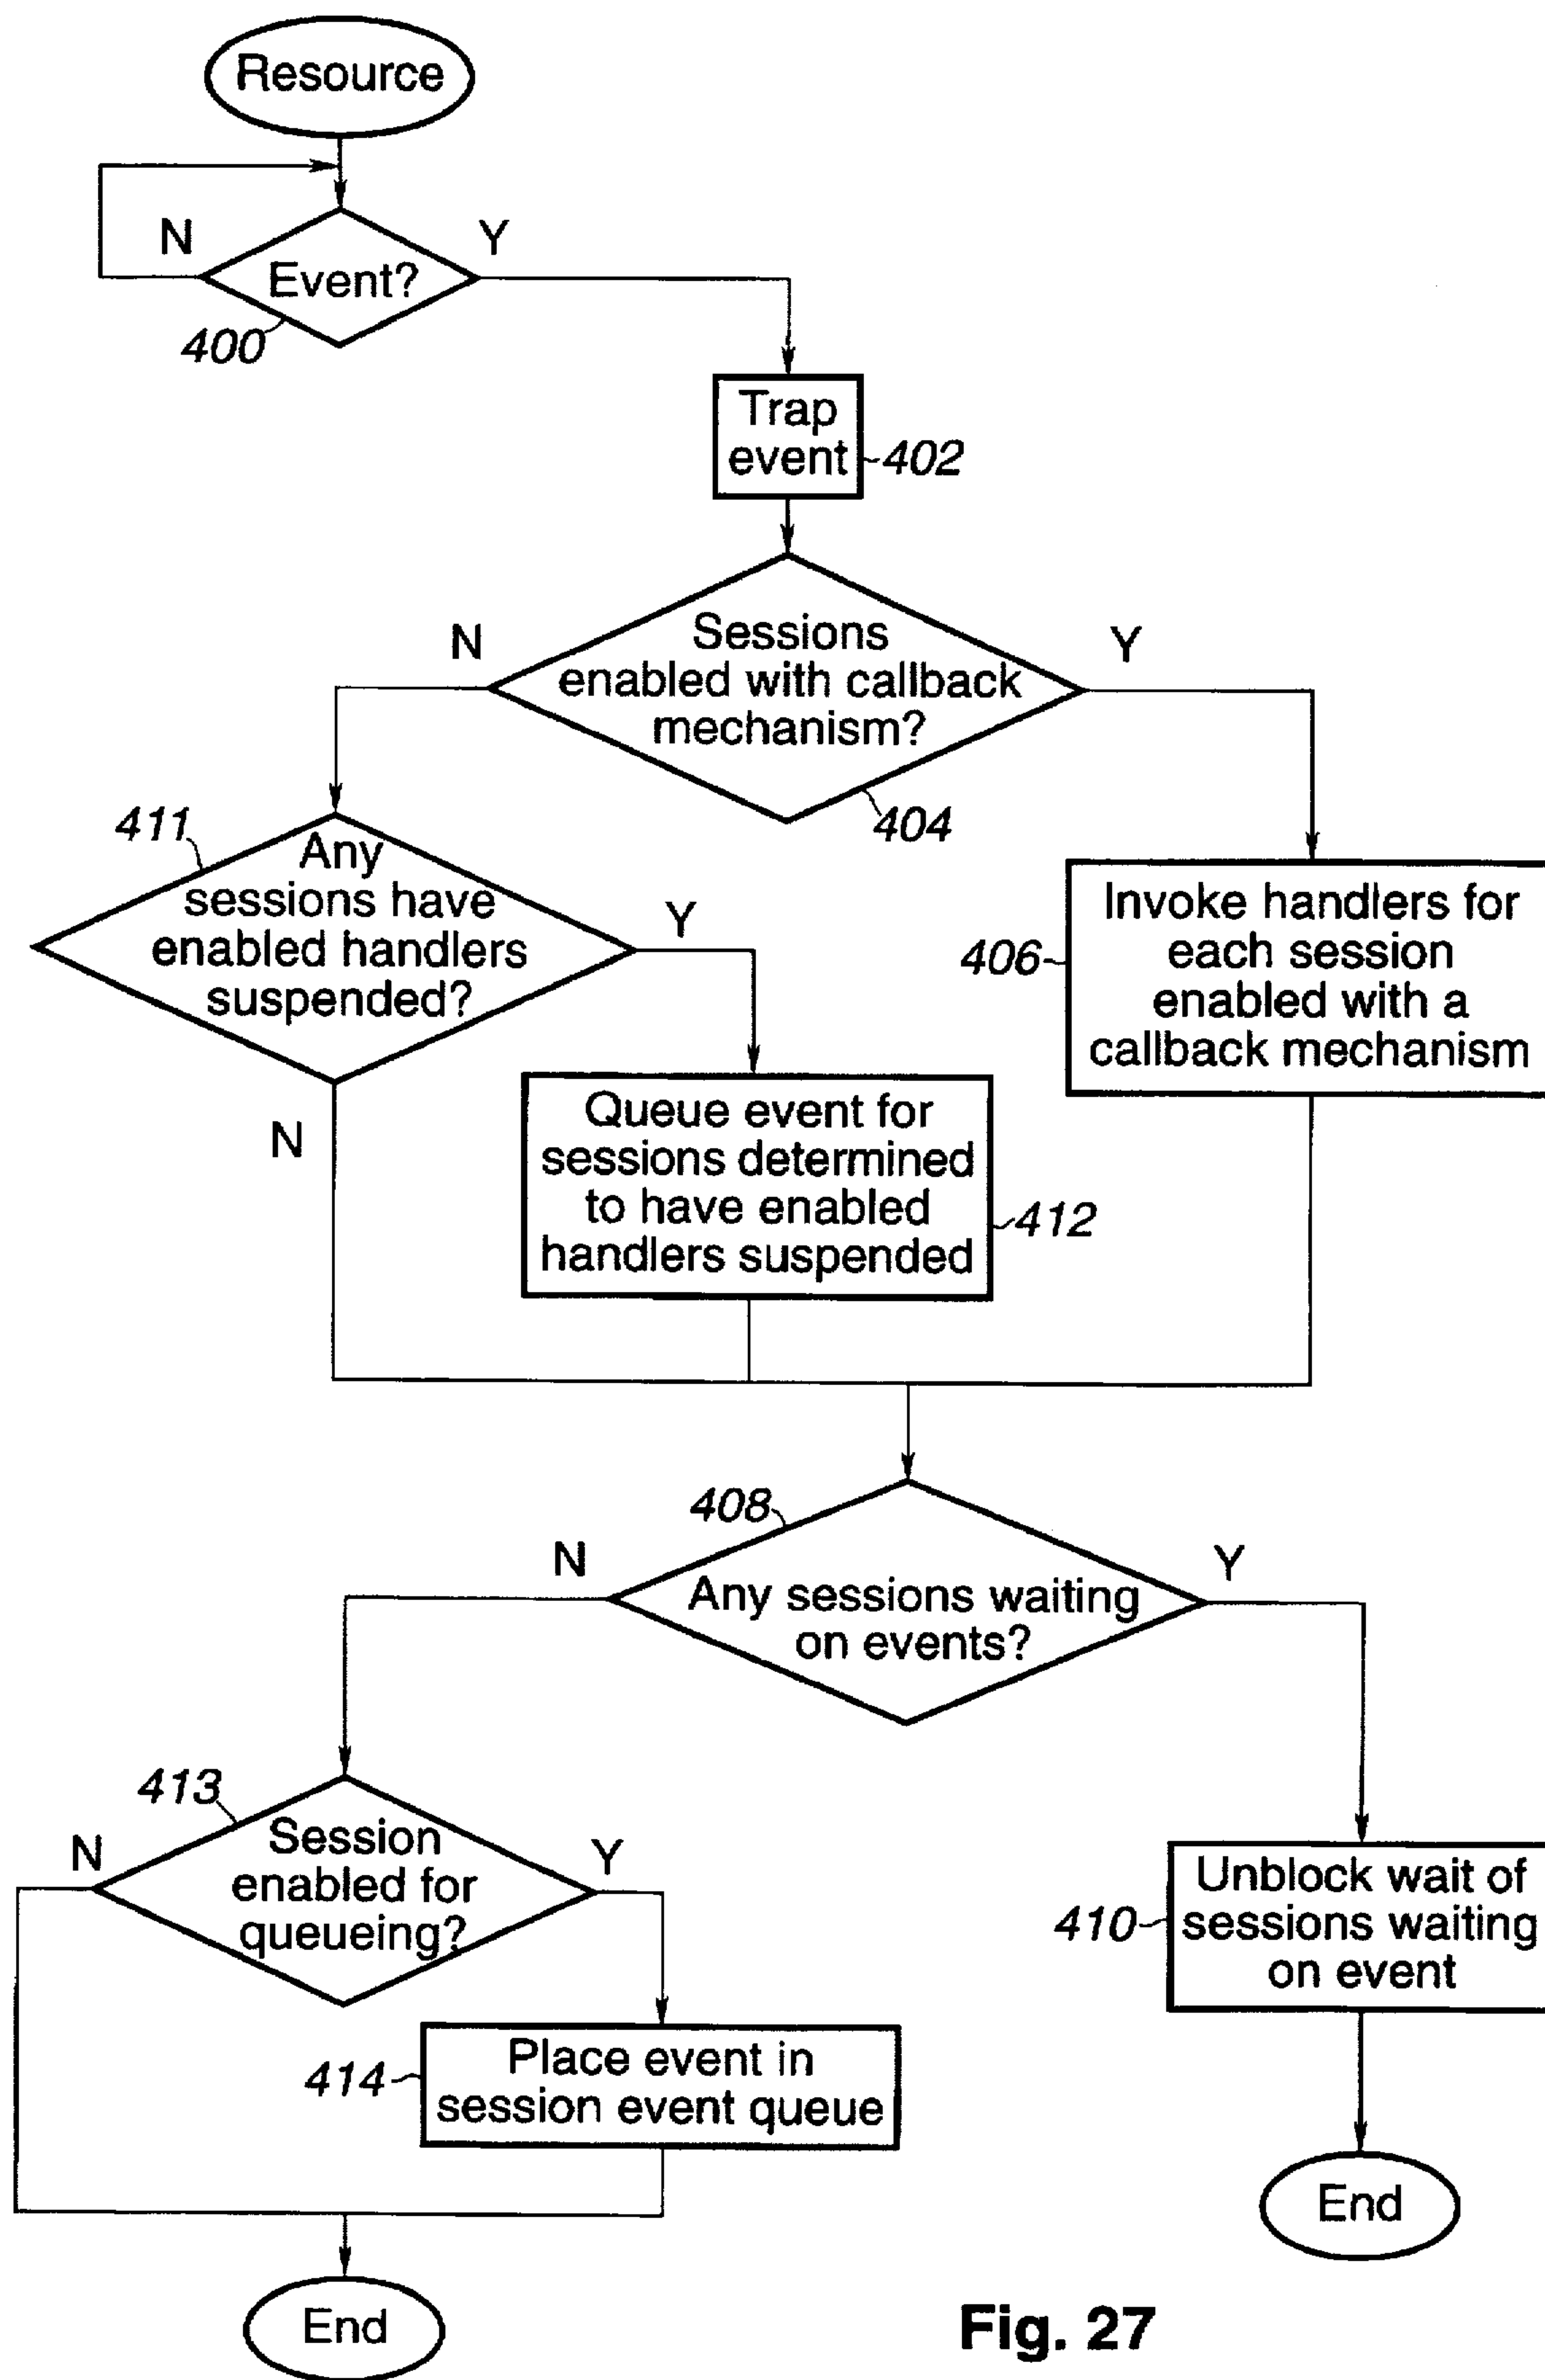 Resource
N
Y
Event?
400
Trap
event
402
N
Sessions
enabled with callback
mechanism?
Y
404
411
Any
sessions have
enabled handlers
suspended?
Y
N
406
Invoke handlers for
each session
enabled with a
callback mechanism
Queue event for
sessions determined
to have enabled
handlers suspended
412
408
N
Any sessions waiting
on events?
Y
413
N
Session
enabled for
queueing?
Y
410
Unblock wait of
sessions waiting
on event
414
Place event in
session event queue
End
End
Fig. 27